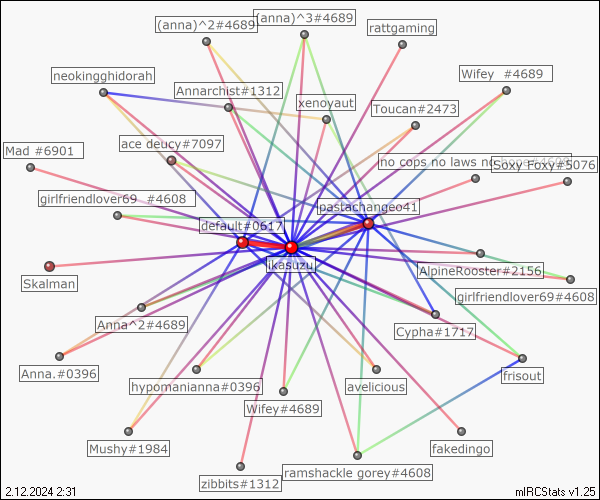 (anna)^2#4689
(anna)^3#4689
rattgaming
neokingghidorah
Wifey  #4689
Annarchist#1312
xenoyaut
Toucan#2473
ace deucy#7097
Mad #6901
no cops no laws no hope#4608
Soxy Foxy#5076
girlfriendlover69  #4608
pastachangeo41
default#0617
ikasuzu
AlpineRooster#2156
Skalman
girlfriendlover69#4608
Anna^2#4689
Cypha#1717
Anna.#0396
frisout
hypomanianna#0396
avelicious
Wifey#4689
Mushy#1984
fakedingo
ramshackle gorey#4608
zibbits#1312
2.12.2024 2:31
mIRCStats v1.25